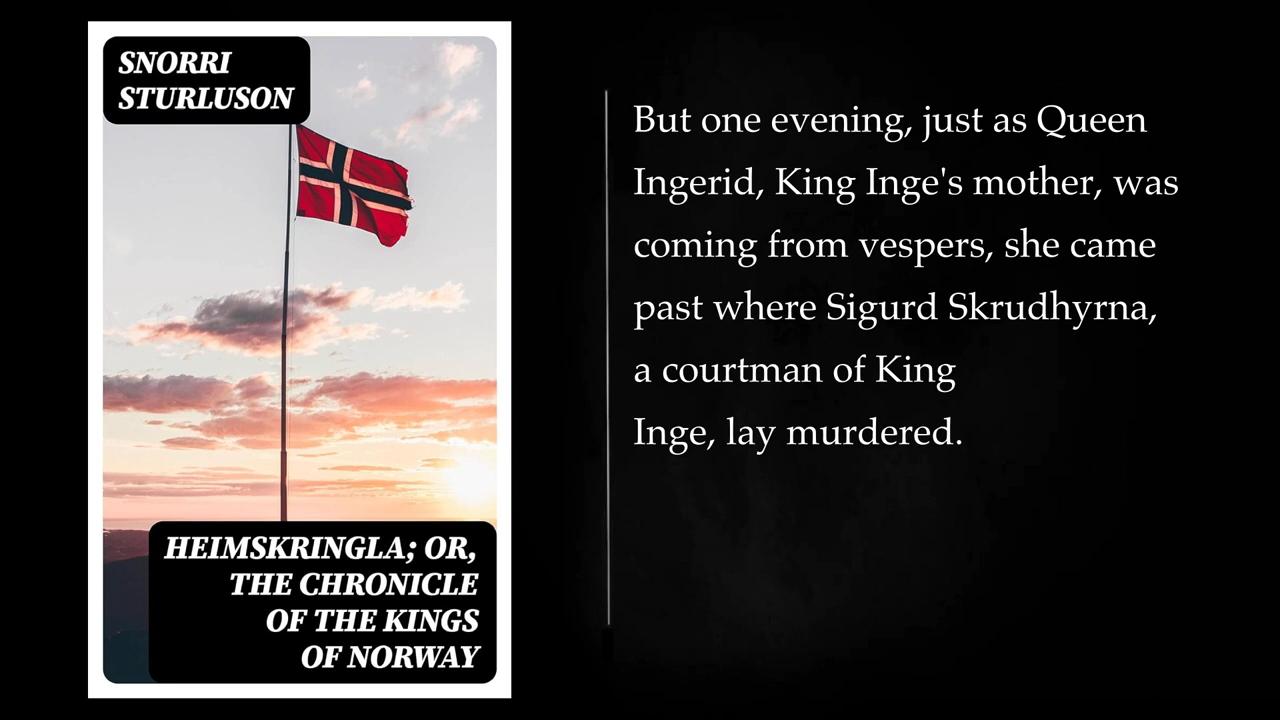 SNORRI
STURLUSON
HEIMSKRINGLA; OR,
THE CHRONICLE
OF THE KINGS
OF NORWAY
But one evening, just as Queen
Ingerid, King Inge's mother, was
coming from vespers, she came
past where Sigurd Skrudhyrna,
a courtman of King
Inge, lay murdered.